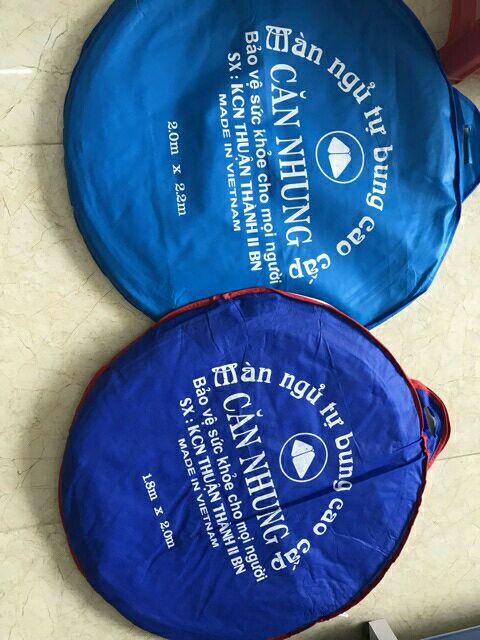 Màn ngủ tự bung cao cấp
CĂN NHUNG
Bảo vệ sức khỏe cho mọi người
SX : KCN THUẬN THÀNH II BN
MADE IN VIETNAM
2.0m x 2.2m
Màn ngủ tự bung cao cấp
CĂN NHUNG
Bảo vệ sức khỏe cho mọi người
SX : KCN THUẬN THÀNH II BN
MADE IN VIETNAM
1.8m x 2.0m